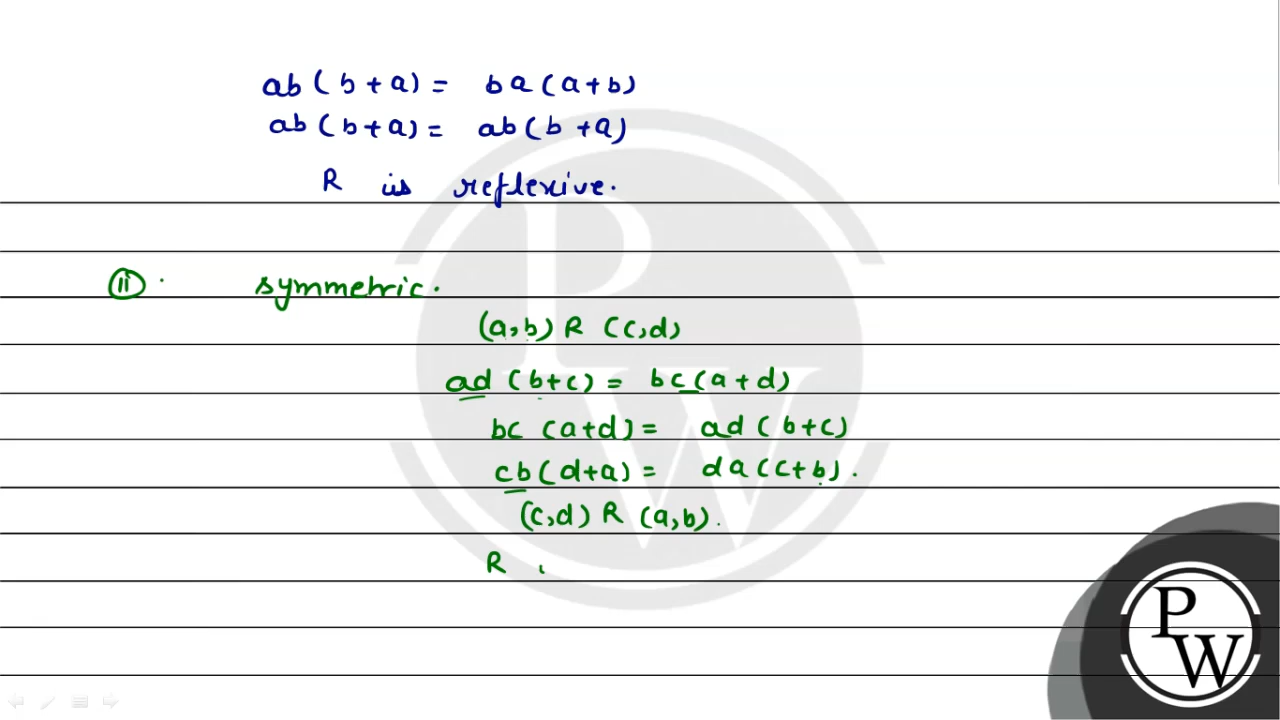 ab (b+a) = ba (a+b)
ab (b+a) = ab (b+a)
R is reflexive.
(ii). symmetric.
(a,b) R (c,d)
ad (b+c) = bc (a+d)
bc (a+d) = ad (b+c)
cb (d+a) = da (c+b).
(c,d) R (a,b).
R
P
W
PW